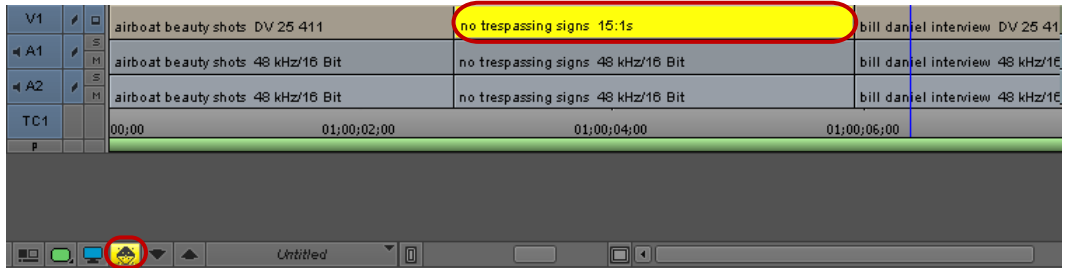 V1 airboat beauty shots DV 25 411 no trespassing signs 15:1s bill daniel interview DV 25 41
A1 S M airboat beauty shots 48 kHz/16 Bit no trespassing signs 48 kHz/16 Bit bill daniel interview 48 kHz/16
A2 S M airboat beauty shots 48 kHz/16 Bit no trespassing signs 48 kHz/16 Bit bill daniel interview 48 kHz/16
TC1 00;00 01;00;02;00 01;00;04;00 01;00;06;00
P
Untitled